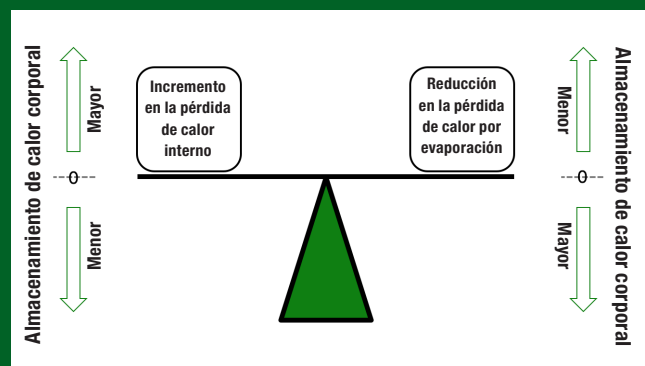 Almacenamiento de calor corporal
Mayor
0
Menor
Incremento
en la pérdida
de calor
interno
Reducción
en la pérdida
de calor por
evaporación
Menor
0
Mayor
Almacenamiento de calor corporal